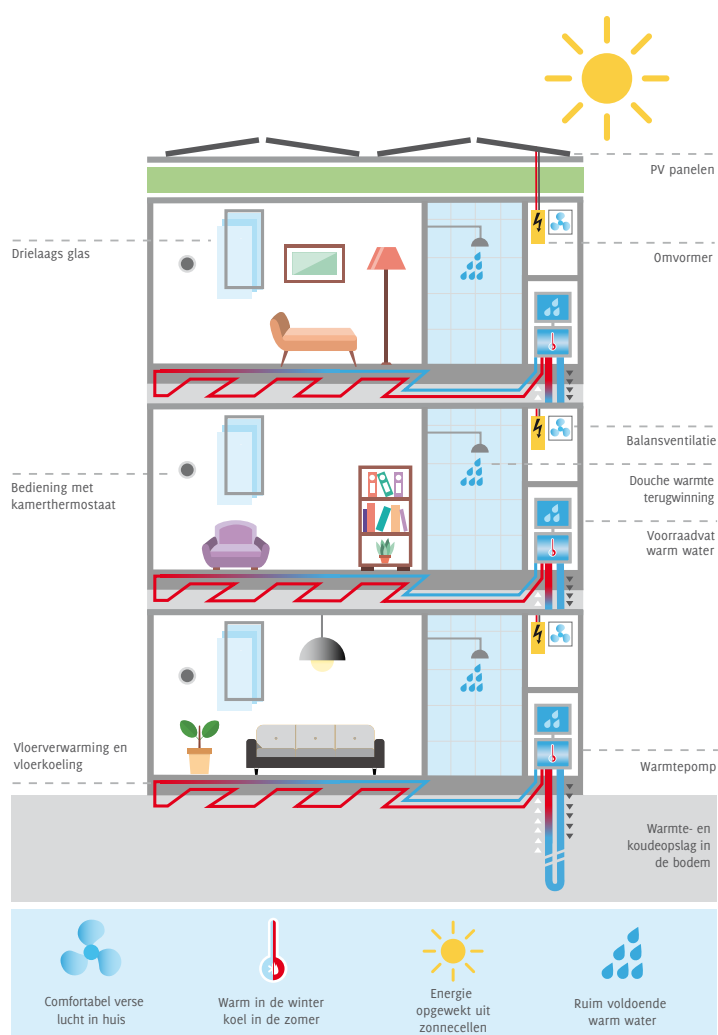 PV panelen
Drielaags glas
Omvormer
Balansventilatie
Bediening met
kamerthermostaat
Douche warmte
terugwinning
Voorraadvat
warm water
Vloerverwarming en
vloerkoeling
Warmtepomp
Warmte- en
koudeopslag in
de bodem
Comfortabel verse
lucht in huis
Warm in de winter
koel in de zomer
Energie
opgewekt uit
zonnecellen
Ruim voldoende
warm water